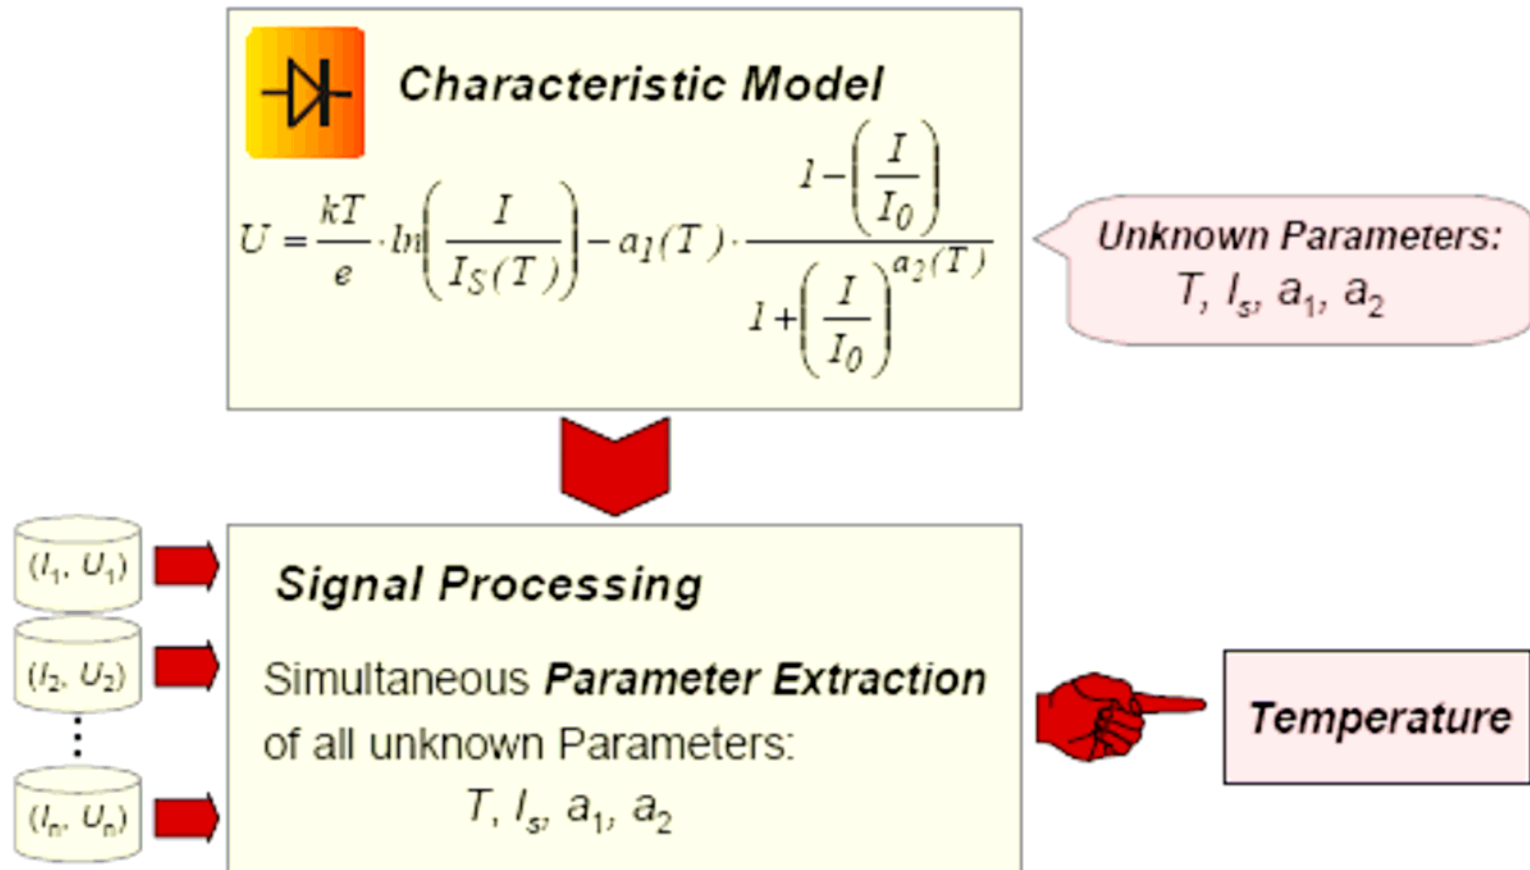 Characteristic Model
U = kT/e · ln(I/I_S(T)) − a_1(T) · (1−(I/I_0))/(1+(I/I_0)^a_2(T))
Unknown Parameters:
T, I_s, a_1, a_2
(I_1, U_1)
(I_2, U_2)
(I_n, U_n)
Signal Processing
Simultaneous Parameter Extraction
of all unknown Parameters:
T, I_s, a_1, a_2
Temperature